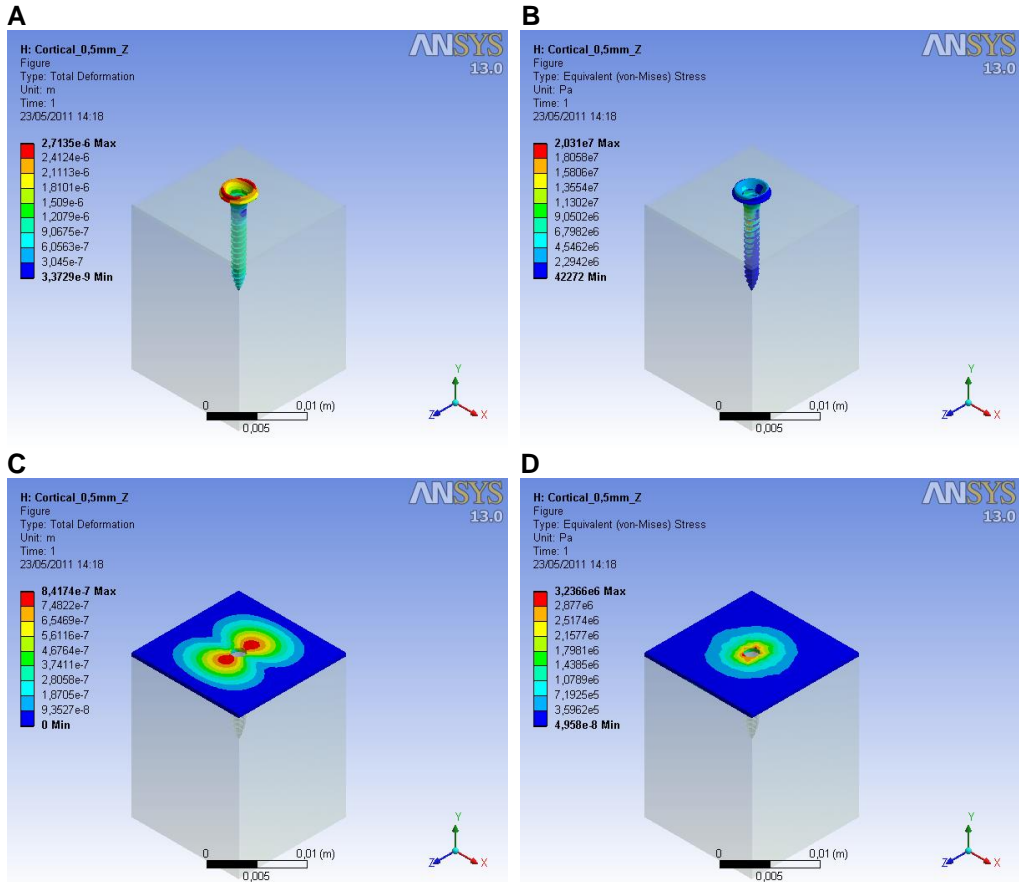 A
H: Cortical_0,5mm_Z
Figure
Type: Total Deformation
Unit: m
Time: 1
23/05/2011 14:18
ANSYS
13.0
2,7135e-6 Max
2,4124e-6
2,1113e-6
1,8101e-6
1,509e-6
1,2079e-6
9,0675e-7
6,0563e-7
3,045e-7
3,3729e-9 Min
0
0,01 (m)
0,005
Y
Z
X
B
H: Cortical_0,5mm_Z
Figure
Type: Equivalent (von-Mises) Stress
Unit: Pa
Time: 1
23/05/2011 14:18
ANSYS
13.0
2,031e7 Max
1,8058e7
1,5806e7
1,3554e7
1,1302e7
9,0502e6
6,7982e6
4,5462e6
2,2942e6
42272 Min
0
0,01 (m)
0,005
Y
Z
X
C
H: Cortical_0,5mm_Z
Figure
Type: Total Deformation
Unit: m
Time: 1
23/05/2011 14:18
ANSYS
13.0
8,4174e-7 Max
7,4822e-7
6,5469e-7
5,6116e-7
4,6764e-7
3,7411e-7
2,8058e-7
1,8705e-7
9,3527e-8
0 Min
0
0,01 (m)
0,005
Y
Z
X
D
H: Cortical_0,5mm_Z
Figure
Type: Equivalent (von-Mises) Stress
Unit: Pa
Time: 1
23/05/2011 14:18
ANSYS
13.0
3,2366e6 Max
2,877e6
2,5174e6
2,1577e6
1,7981e6
1,4385e6
1,0789e6
7,1925e5
3,5962e5
4,958e-8 Min
0
0,01 (m)
0,005
Y
Z
X